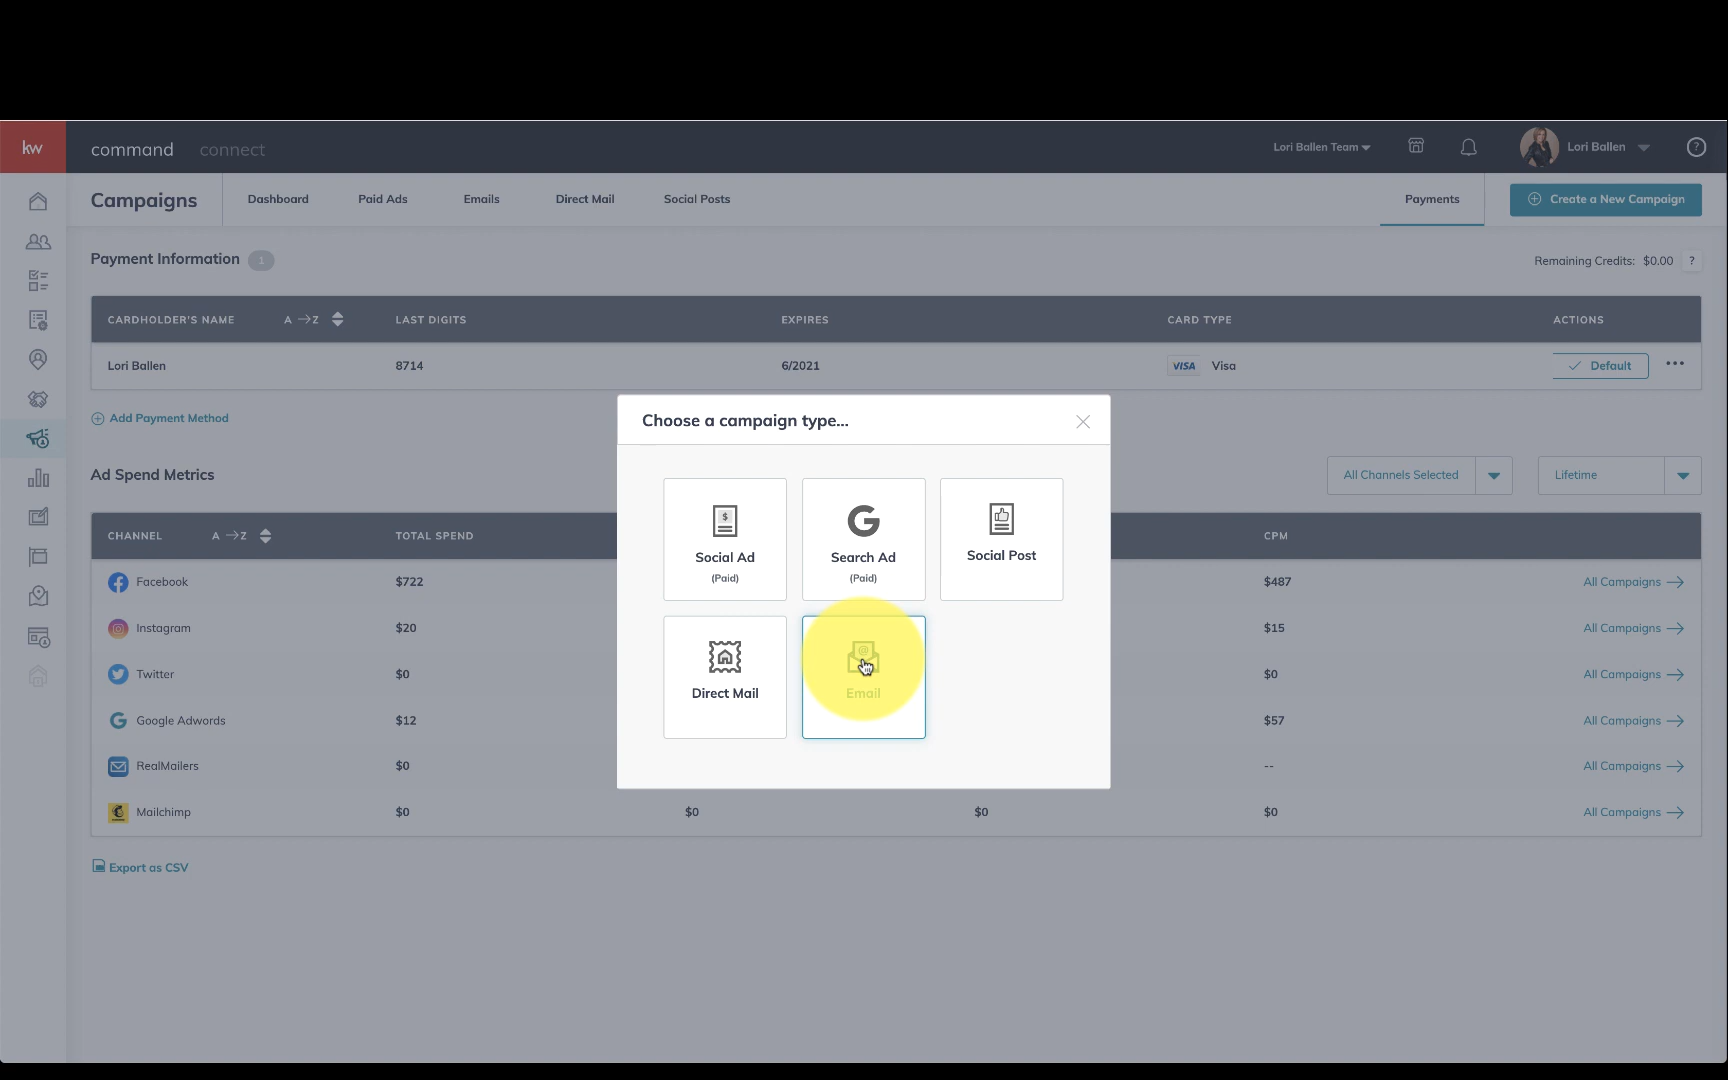 kw command connect Lori Ballen Team Lori Ballen ?
Campaigns Dashboard Paid Ads Emails Direct Mail Social Posts Payments Create a New Campaign
Payment Information 1 Remaining Credits: $0.00 ?
CARDHOLDER'S NAME A → Z LAST DIGITS EXPIRES CARD TYPE ACTIONS
Lori Ballen 8714 6/2021 VISA Visa Default
Add Payment Method
Choose a campaign type...
Ad Spend Metrics All Channels Selected Lifetime
CHANNEL A → Z TOTAL SPEND CPM
Facebook $722 $487 All Campaigns
Instagram $20 $15 All Campaigns
Twitter $0 $0 All Campaigns
Google Adwords $12 $57 All Campaigns
RealMailers $0 -- All Campaigns
Mailchimp $0 $0 $0 $0 All Campaigns
$ G
Social Ad Search Ad Social Post
(Paid) (Paid)
@
Direct Mail Email
Export as CSV